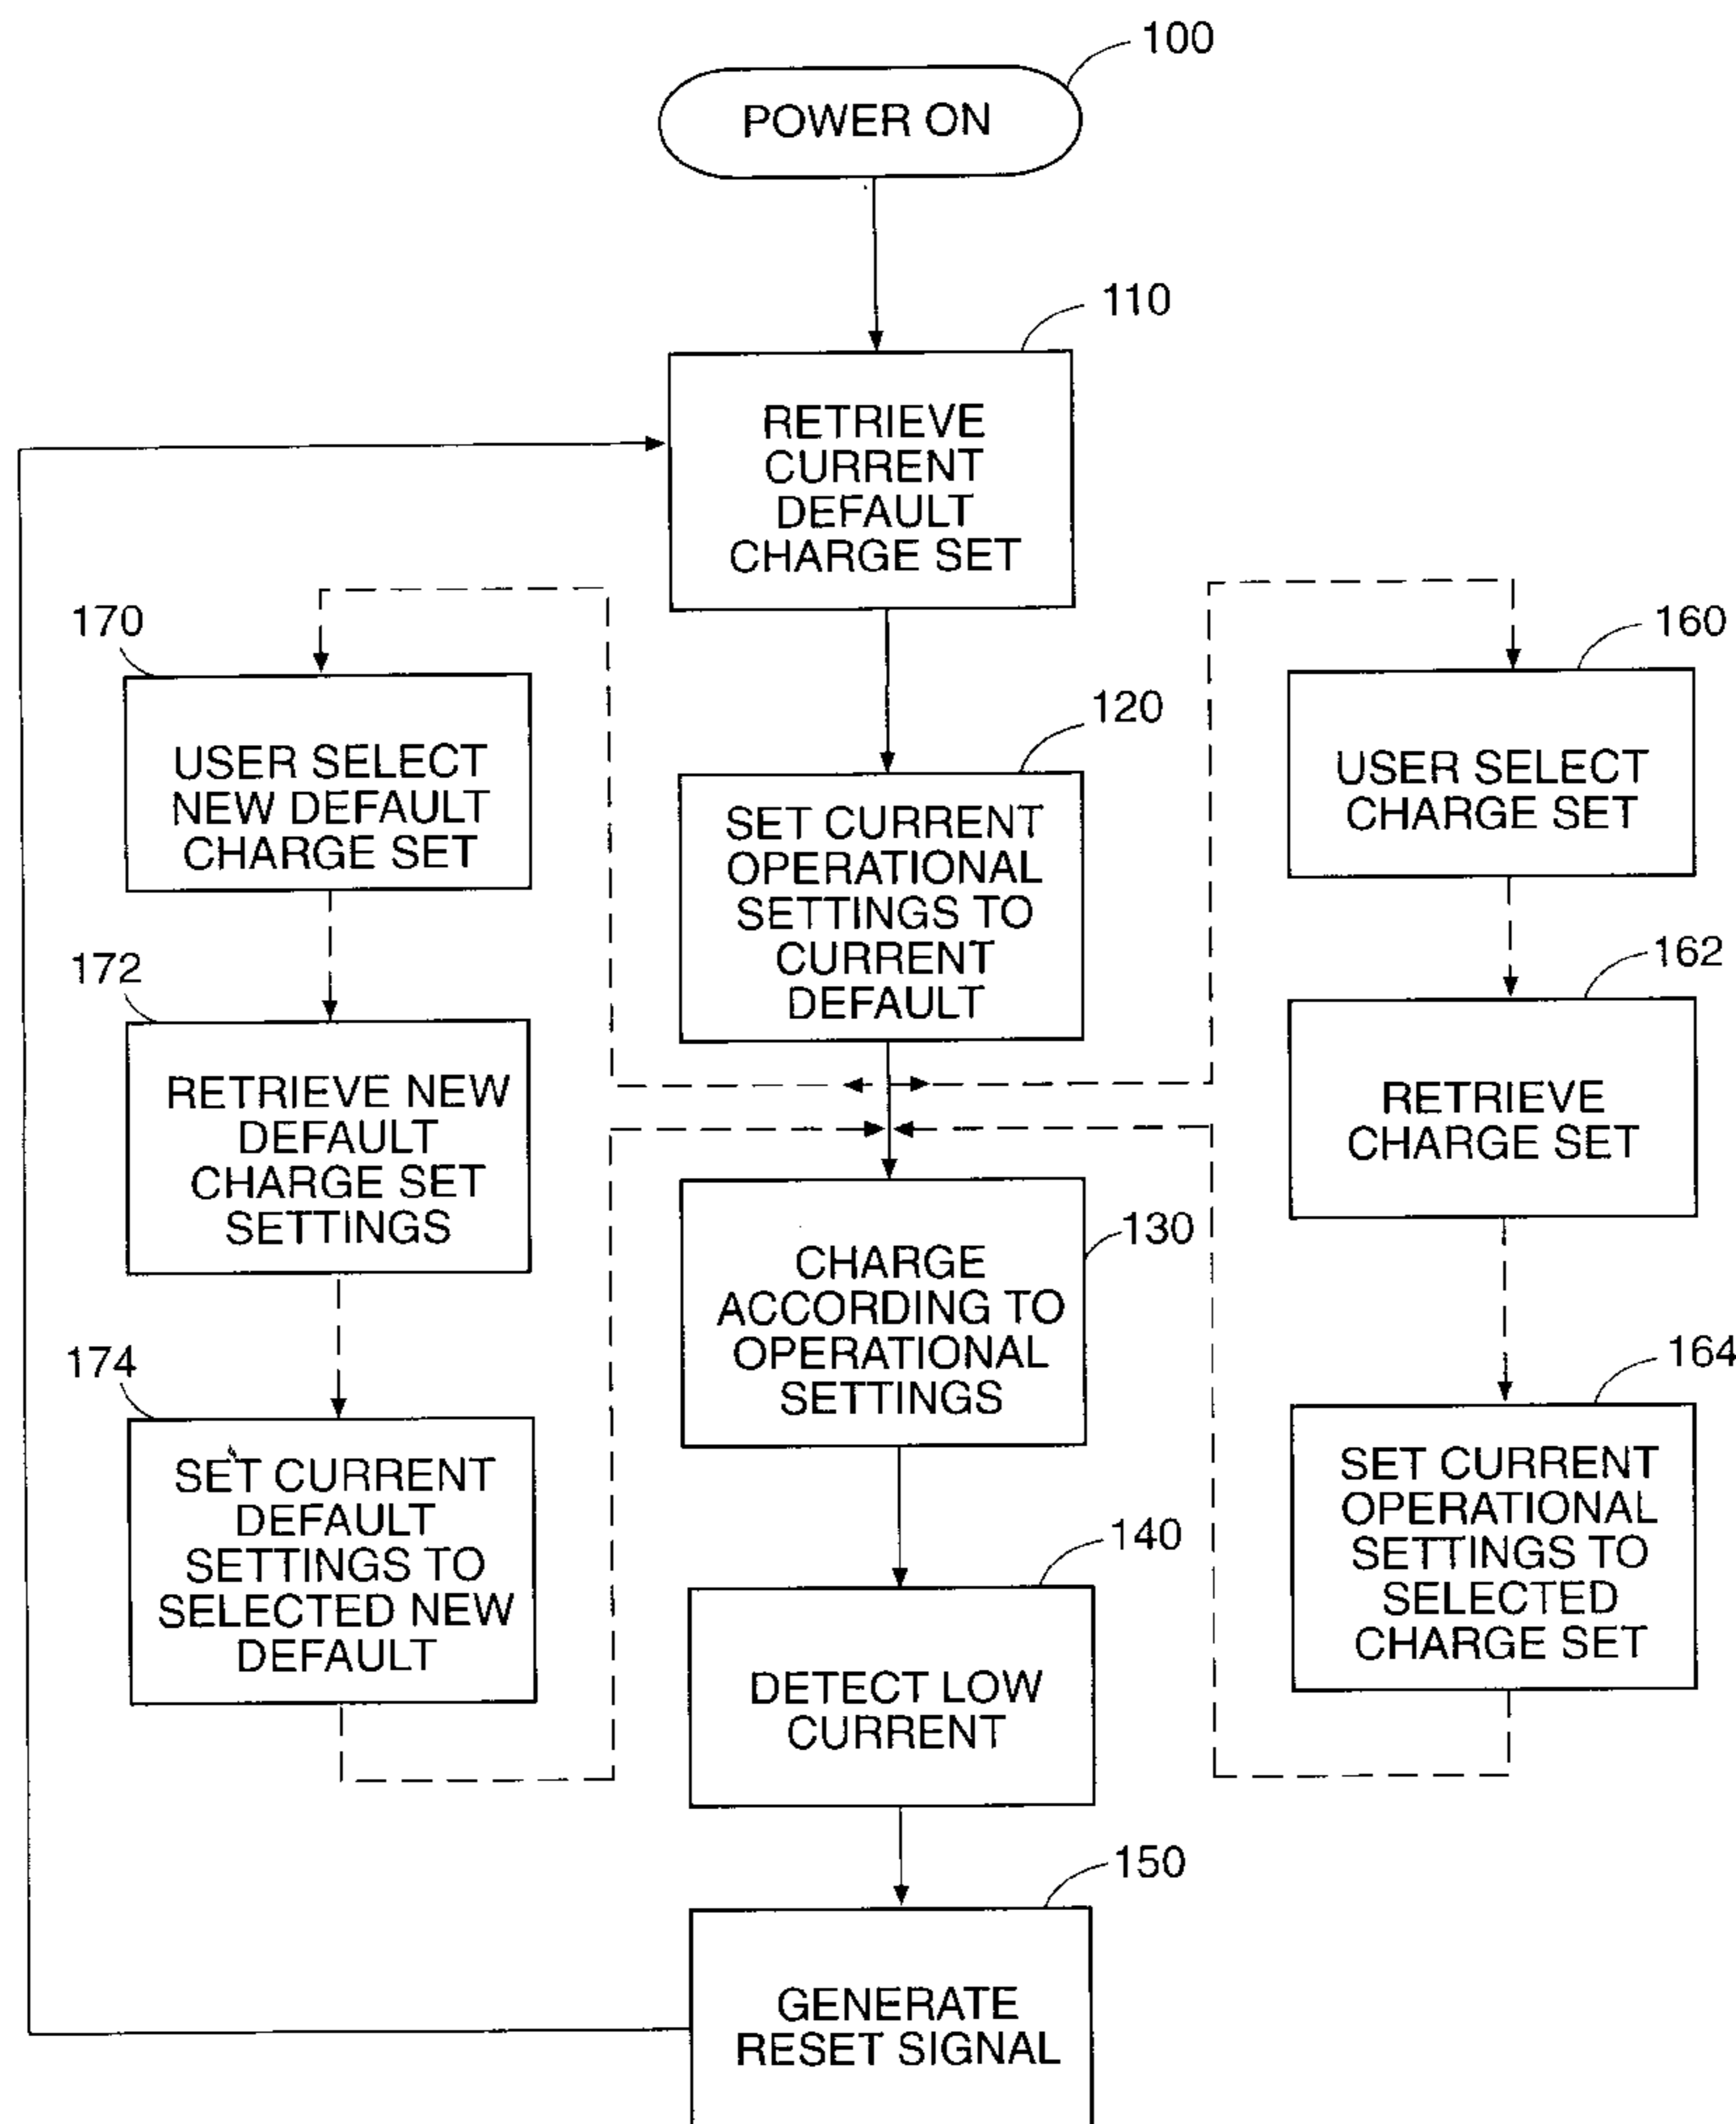 100
POWER ON
110
RETRIEVE
CURRENT
DEFAULT
CHARGE SET
170
USER SELECT
NEW DEFAULT
CHARGE SET
160
USER SELECT
CHARGE SET
120
SET CURRENT
OPERATIONAL
SETTINGS TO
CURRENT
DEFAULT
172
RETRIEVE NEW
DEFAULT
CHARGE SET
SETTINGS
162
RETRIEVE
CHARGE SET
130
CHARGE
ACCORDING TO
OPERATIONAL
SETTINGS
174
SET CURRENT
DEFAULT
SETTINGS TO
SELECTED NEW
DEFAULT
164
SET CURRENT
OPERATIONAL
SETTINGS TO
SELECTED
CHARGE SET
140
DETECT LOW
CURRENT
150
GENERATE
RESET SIGNAL